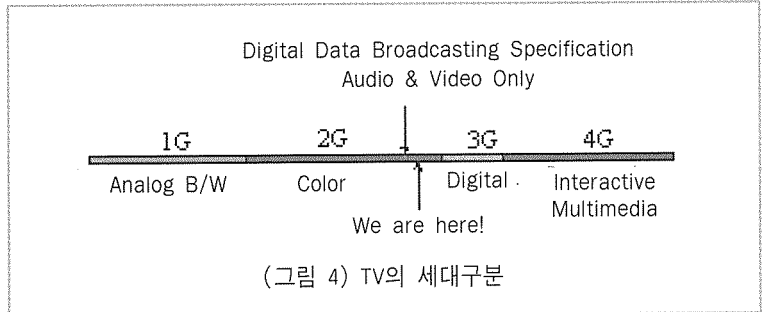 Digital Data Broadcasting Specification
Audio & Video Only
1G 2G 3G 4G
Analog B/W Color Digital Interactive
Multimedia
We are here!
(그림 4) TV의 세대구분